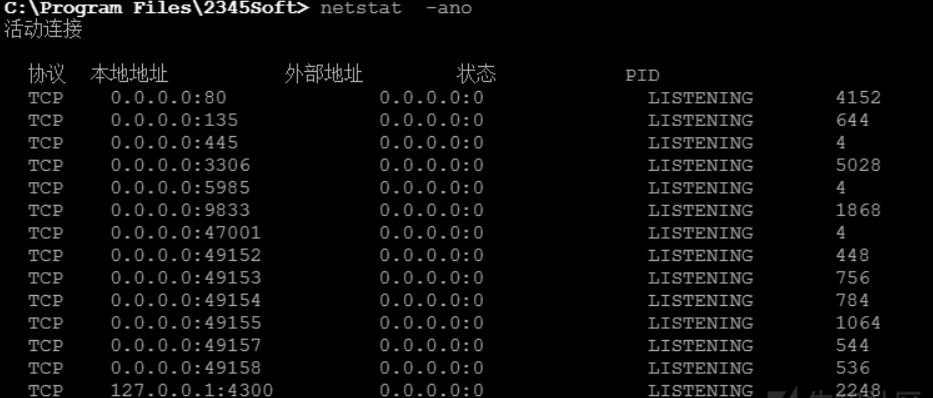 C:\Program Files\2345Soft> netstat -ano
活动连接
协议 本地地址 外部地址 状态 PID
TCP 0.0.0.0:80 0.0.0.0:0 LISTENING 4152
TCP 0.0.0.0:135 0.0.0.0:0 LISTENING 644
TCP 0.0.0.0:445 0.0.0.0:0 LISTENING 4
TCP 0.0.0.0:3306 0.0.0.0:0 LISTENING 5028
TCP 0.0.0.0:5985 0.0.0.0:0 LISTENING 4
TCP 0.0.0.0:9833 0.0.0.0:0 LISTENING 1868
TCP 0.0.0.0:47001 0.0.0.0:0 LISTENING 4
TCP 0.0.0.0:49152 0.0.0.0:0 LISTENING 448
TCP 0.0.0.0:49153 0.0.0.0:0 LISTENING 756
TCP 0.0.0.0:49154 0.0.0.0:0 LISTENING 784
TCP 0.0.0.0:49155 0.0.0.0:0 LISTENING 1064
TCP 0.0.0.0:49157 0.0.0.0:0 LISTENING 544
TCP 0.0.0.0:49158 0.0.0.0:0 LISTENING 536
TCP 127.0.0.1:4300 0.0.0.0:0 LISTENING 2248